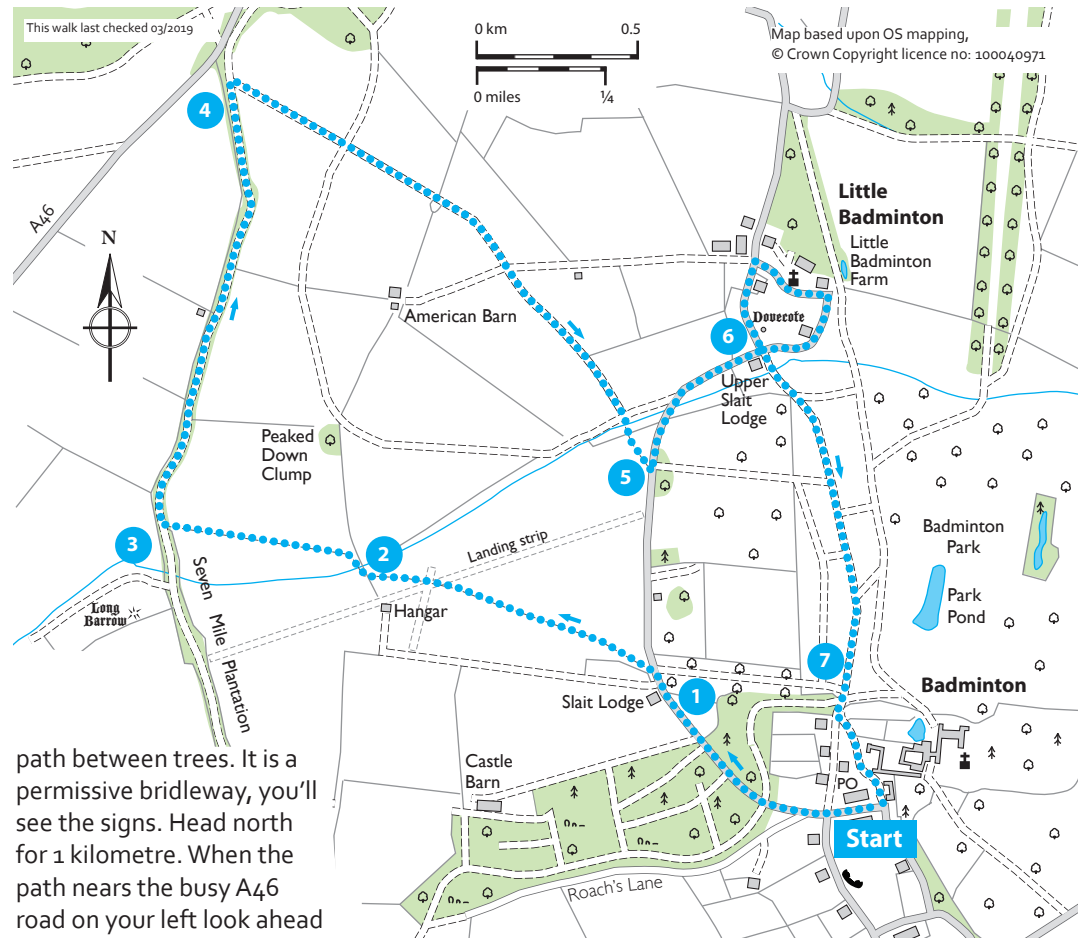 This walk last checked 03/2019
0 km 0.5
0 miles ¼
Map based upon OS mapping,
© Crown Copyright licence no: 100040971
4
A46
N
Little
Badminton
Little
Badminton
Farm
American Barn
Dovecote
6
Upper
Slait
Lodge
Peaked
Down
Clump
5
3
2
Landing strip
Badminton
Park
Long
Barrow
Seven Mile Plantation
Hangar
Park
Pond
7
1
Badminton
Slait Lodge
Castle
Barn
PO
Start
Roach's Lane
path between trees. It is a
permissive bridleway, you'll
see the signs. Head north
for 1 kilometre. When the
path nears the busy A46
road on your left look ahead